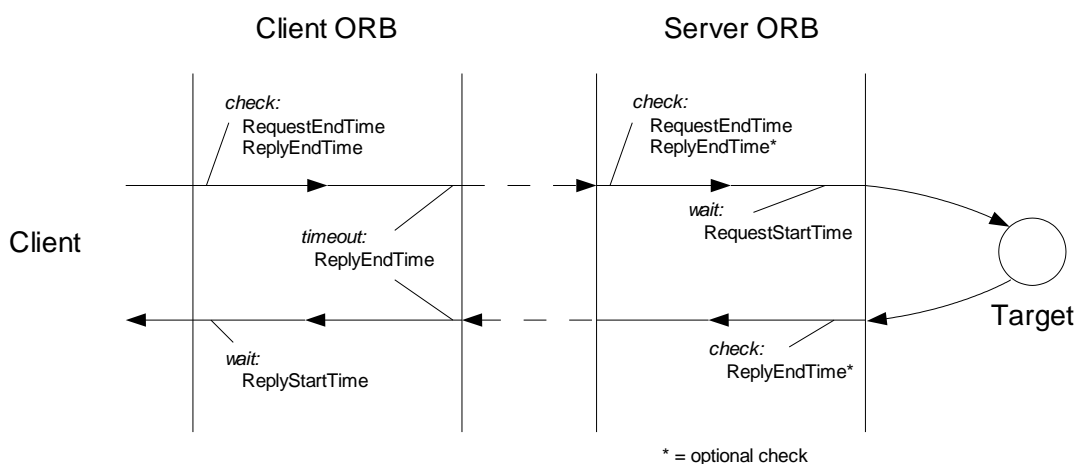 Client ORB
Server ORB
check:
RequestEndTime
ReplyEndTime
check:
RequestEndTime
ReplyEndTime*
wait:
RequestStartTime
Client
timeout:
ReplyEndTime
Target
wait:
ReplyStartTime
check:
ReplyEndTime*
* = optional check